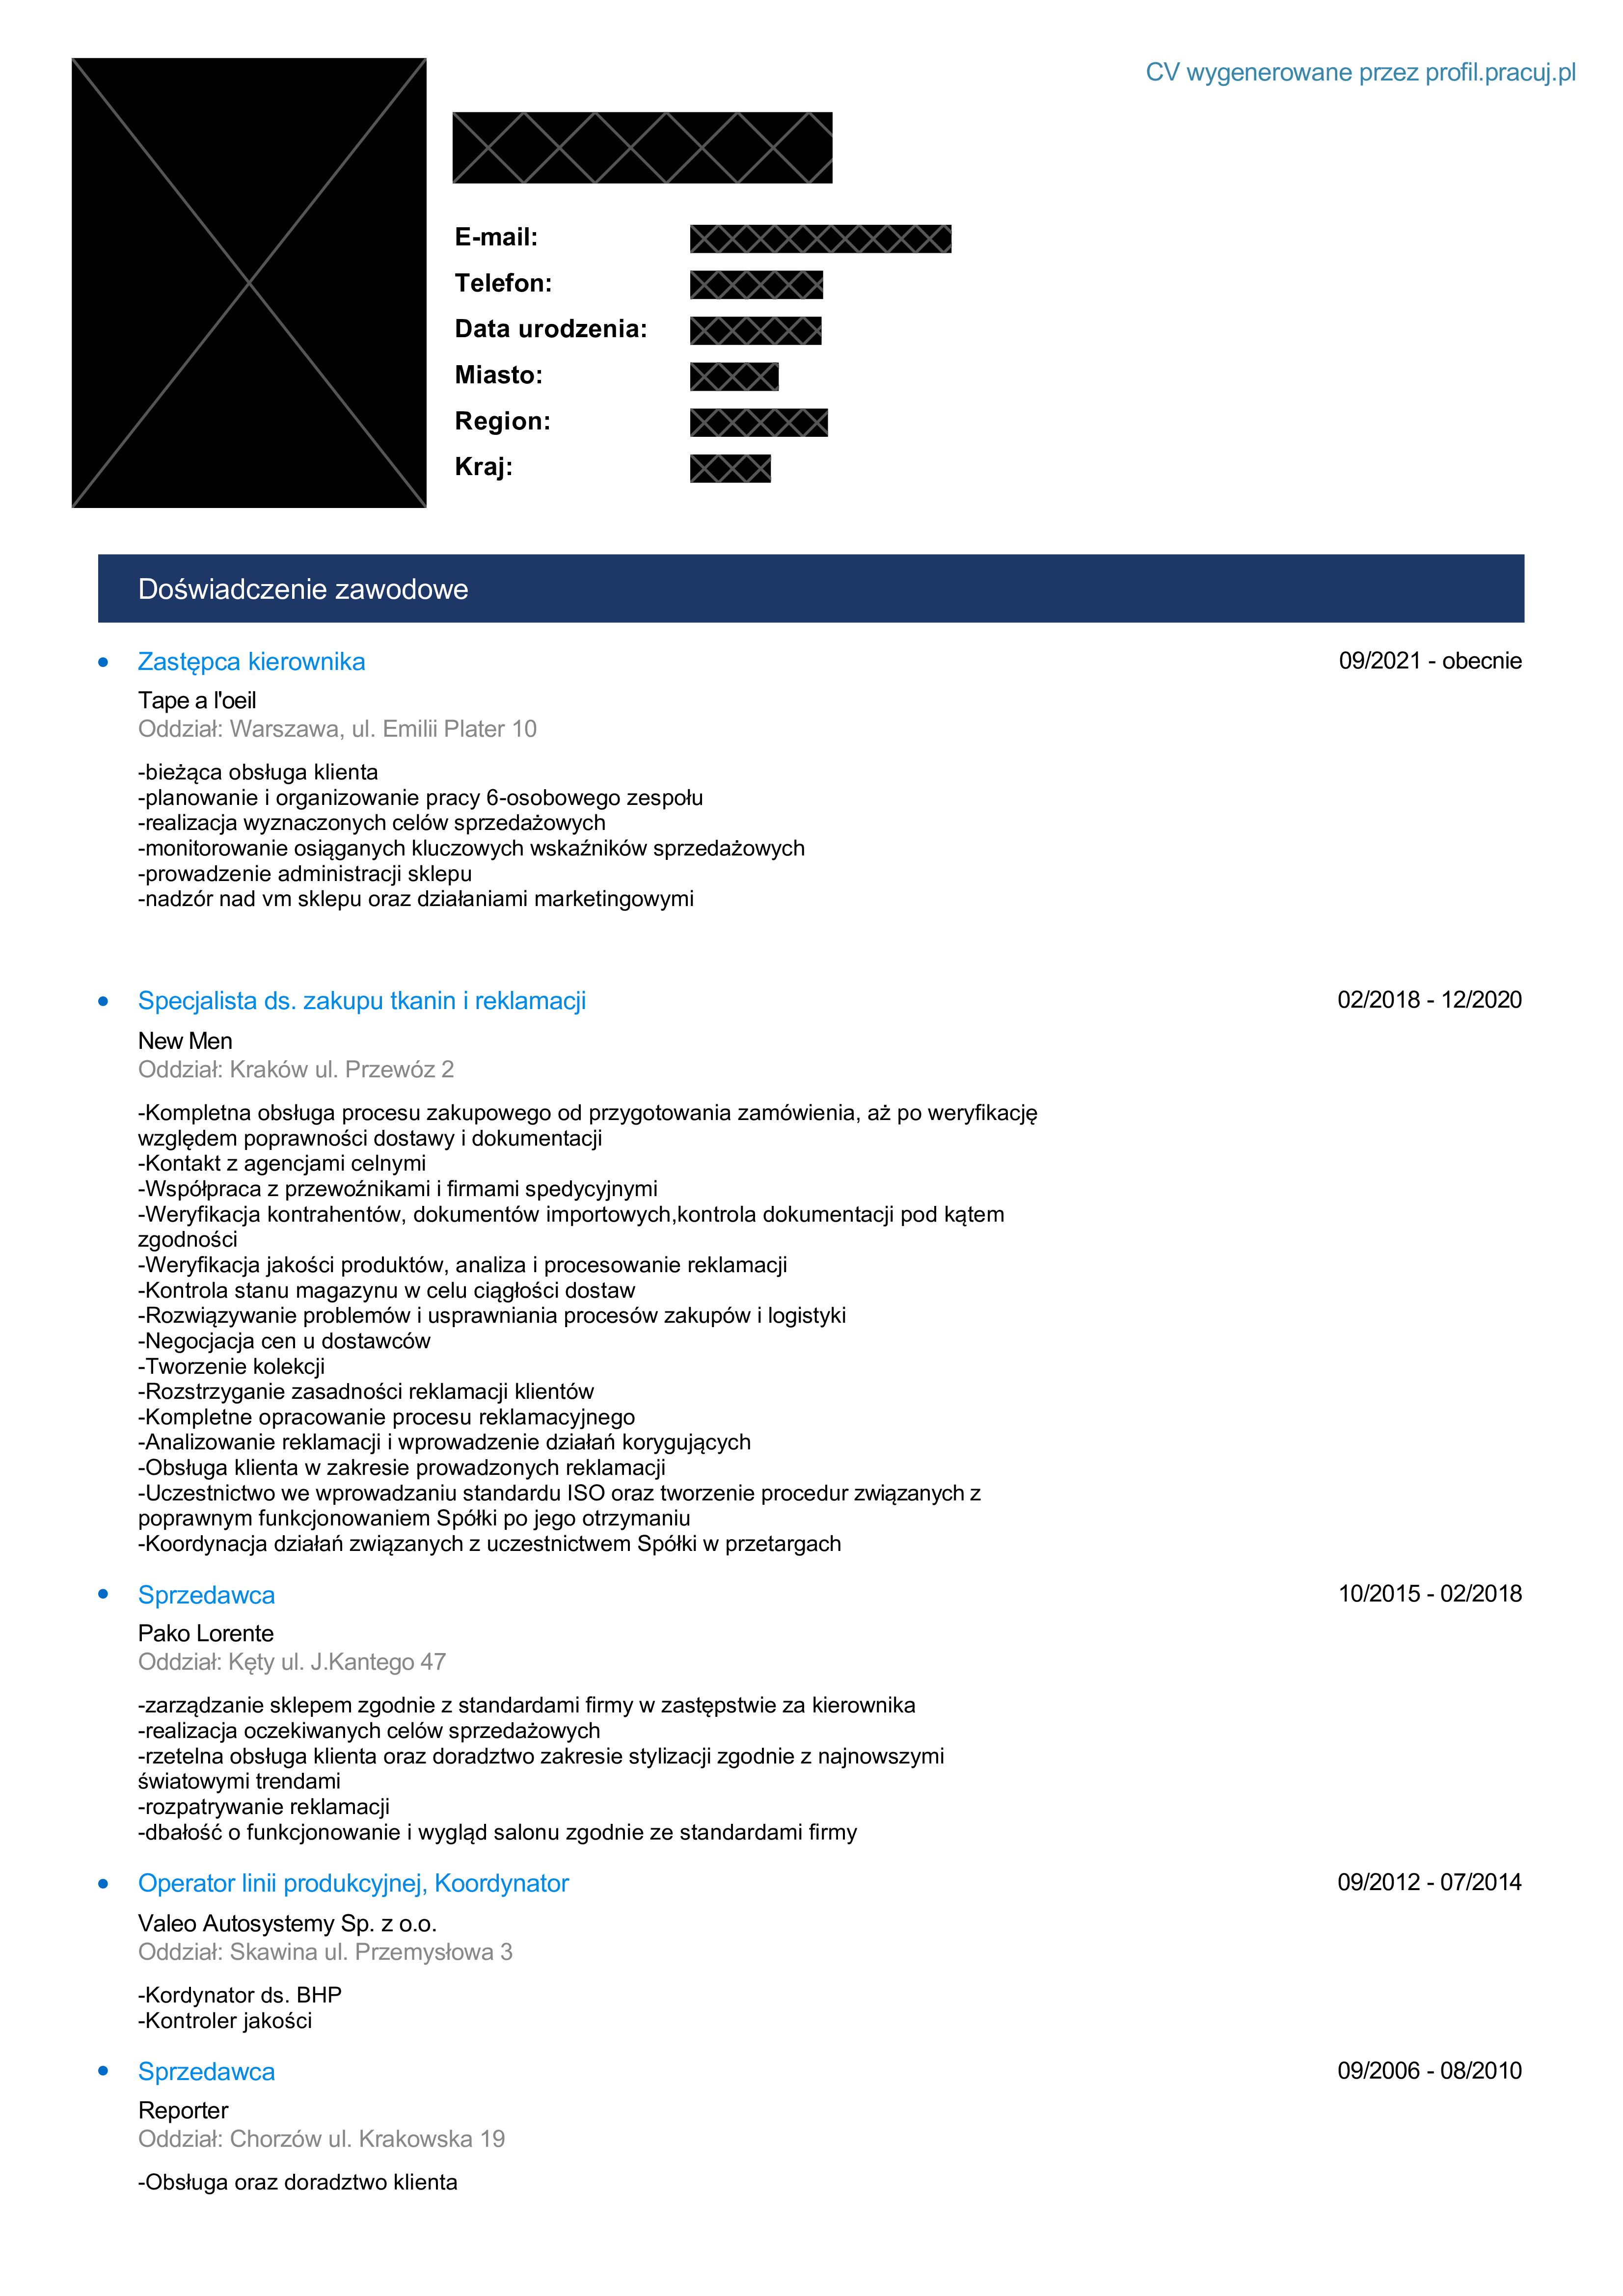 CV wygenerowane przez profil.pracuj.pl
E-mail:
Telefon:
Data urodzenia:
Miasto:
Region:
Kraj:
Doświadczenie zawodowe
Zastępca kierownika 09/2021 - obecnie
Tape a l'oeil
Oddział: Warszawa, ul. Emilii Plater 10
-bieżąca obsługa klienta
-planowanie i organizowanie pracy 6-osobowego zespołu
-realizacja wyznaczonych celów sprzedażowych
-monitorowanie osiąganych kluczowych wskaźników sprzedażowych
-prowadzenie administracji sklepu
-nadzór nad vm sklepu oraz działaniami marketingowymi
Specjalista ds. zakupu tkanin i reklamacji 02/2018 - 12/2020
New Men
Oddział: Kraków ul. Przewóz 2
-Kompletna obsługa procesu zakupowego od przygotowania zamówienia, aż po weryfikację
względem poprawności dostawy i dokumentacji
-Kontakt z agencjami celnymi
-Współpraca z przewoźnikami i firmami spedycyjnymi
-Weryfikacja kontrahentów, dokumentów importowych,kontrola dokumentacji pod kątem
zgodności
-Weryfikacja jakości produktów, analiza i procesowanie reklamacji
-Kontrola stanu magazynu w celu ciągłości dostaw
-Rozwiązywanie problemów i usprawniania procesów zakupów i logistyki
-Negocjacja cen u dostawców
-Tworzenie kolekcji
-Rozstrzyganie zasadności reklamacji klientów
-Kompletne opracowanie procesu reklamacyjnego
-Analizowanie reklamacji i wprowadzenie działań korygujących
-Obsługa klienta w zakresie prowadzonych reklamacji
-Uczestnictwo we wprowadzaniu standardu ISO oraz tworzenie procedur związanych z
poprawnym funkcjonowaniem Spółki po jego otrzymaniu
-Koordynacja działań związanych z uczestnictwem Spółki w przetargach
Sprzedawca 10/2015 - 02/2018
Pako Lorente
Oddział: Kęty ul. J.Kantego 47
-zarządzanie sklepem zgodnie z standardami firmy w zastępstwie za kierownika
-realizacja oczekiwanych celów sprzedażowych
-rzetelna obsługa klienta oraz doradztwo zakresie stylizacji zgodnie z najnowszymi
światowymi trendami
-rozpatrywanie reklamacji
-dbałość o funkcjonowanie i wygląd salonu zgodnie ze standardami firmy
Operator linii produkcyjnej, Koordynator 09/2012 - 07/2014
Valeo Autosystemy Sp. z o.o.
Oddział: Skawina ul. Przemysłowa 3
-Kordynator ds. BHP
-Kontroler jakości
Sprzedawca 09/2006 - 08/2010
Reporter
Oddział: Chorzów ul. Krakowska 19
-Obsługa oraz doradztwo klienta